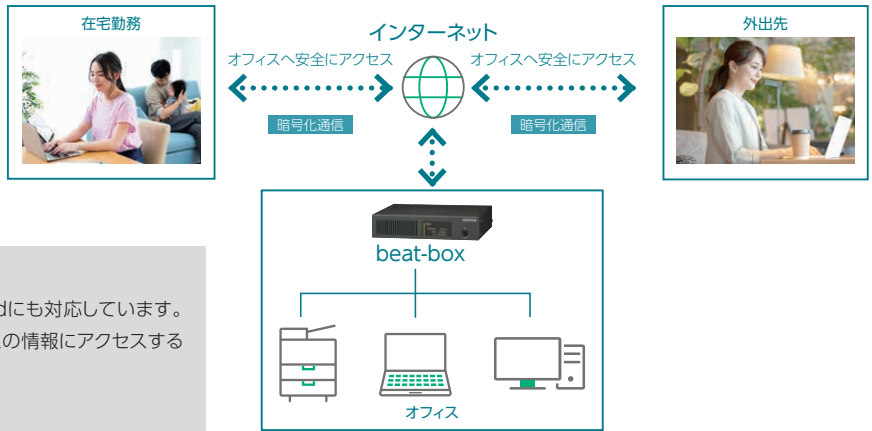 在宅勤務
インターネット
外出先
オフィスへ安全にアクセス
オフィスへ安全にアクセス
暗号化通信
暗号化通信
beat-box
dにも対応しています。
の情報にアクセスする
オフィス